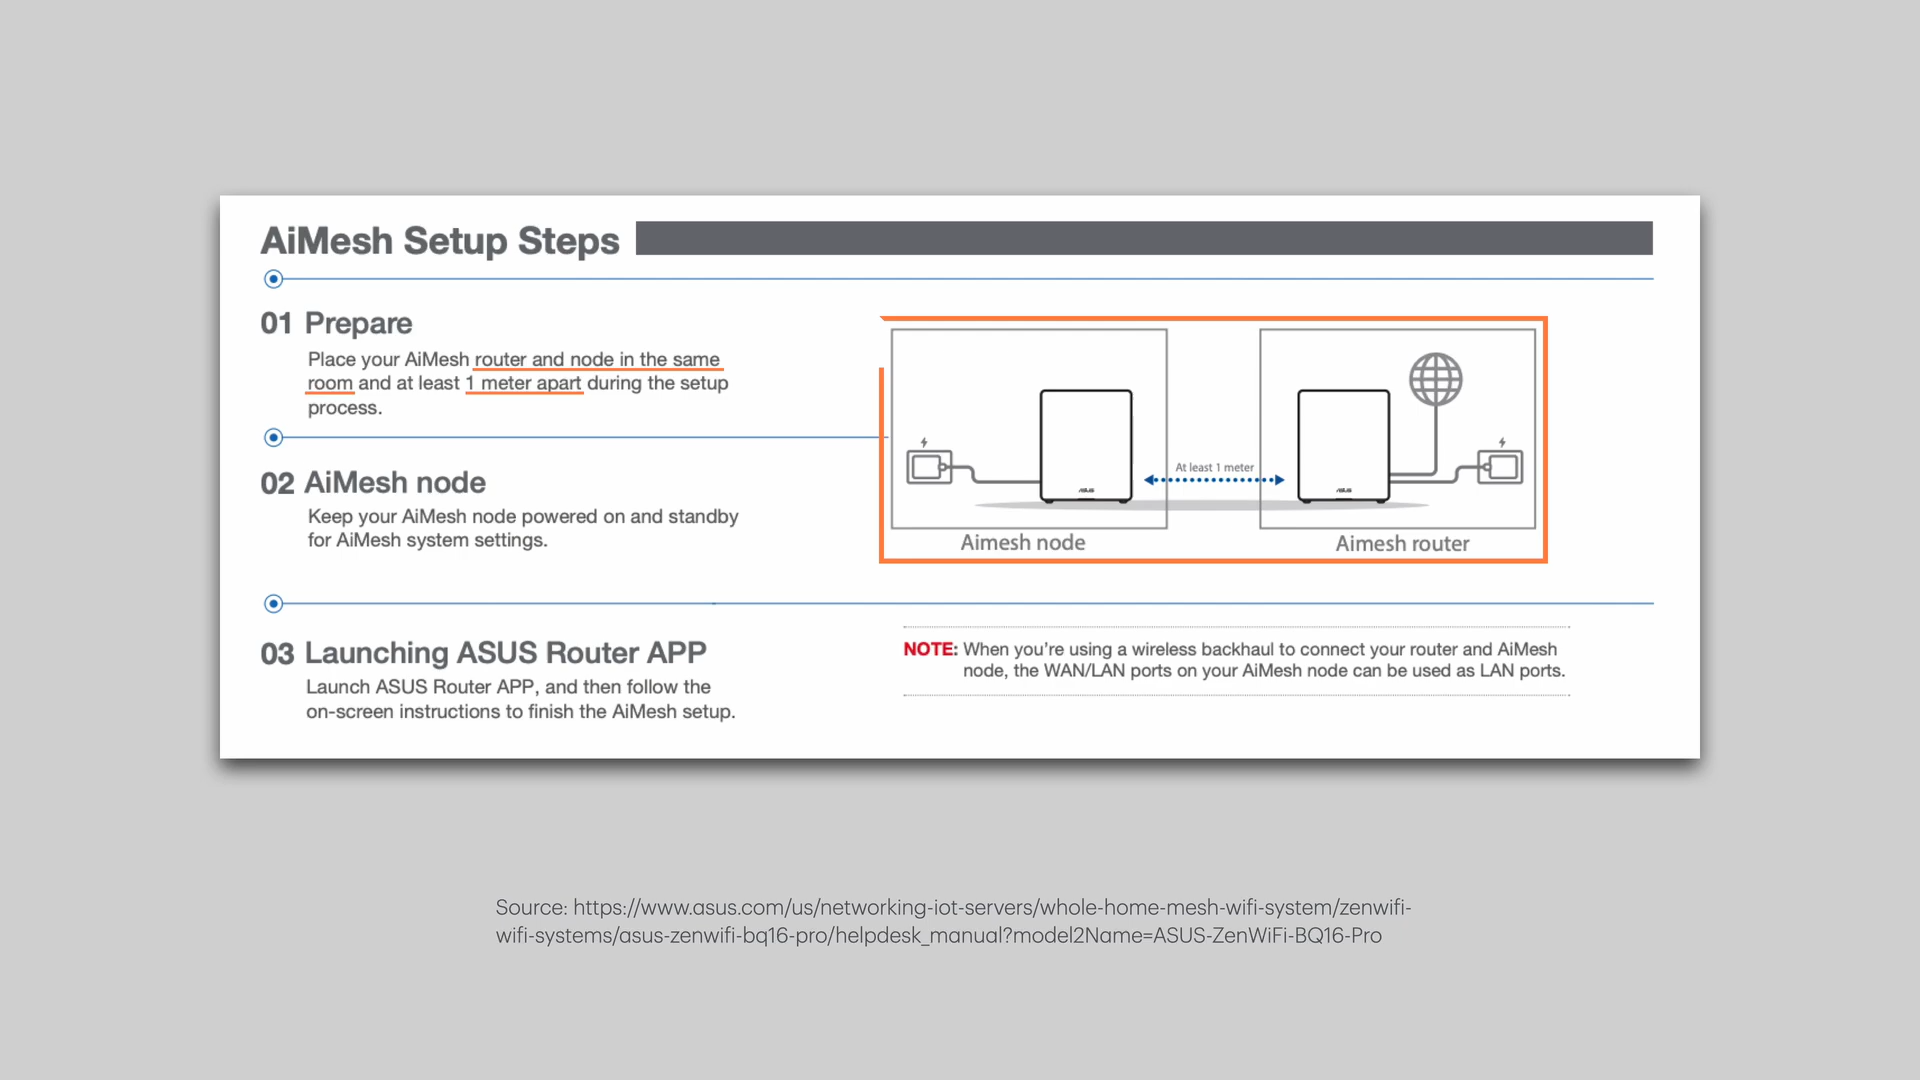 AiMesh Setup Steps
01 Prepare
Place your AiMesh router and node in the same
room and at least 1 meter apart during the setup
process.
02 AiMesh node
Keep your AiMesh node powered on and standby
for AiMesh system settings.
At least 1 meter
ASUS
ASUS
Aimesh node
Aimesh router
03 Launching ASUS Router APP
Launch ASUS Router APP, and then follow the
on-screen instructions to finish the AiMesh setup.
NOTE: When you’re using a wireless backhaul to connect your router and AiMesh
node, the WAN/LAN ports on your AiMesh node can be used as LAN ports.
Source: https://www.asus.com/us/networking-iot-servers/whole-home-mesh-wifi-system/zenwifi-
wifi-systems/asus-zenwifi-bq16-pro/helpdesk_manual?model2Name=ASUS-ZenWiFi-BQ16-Pro